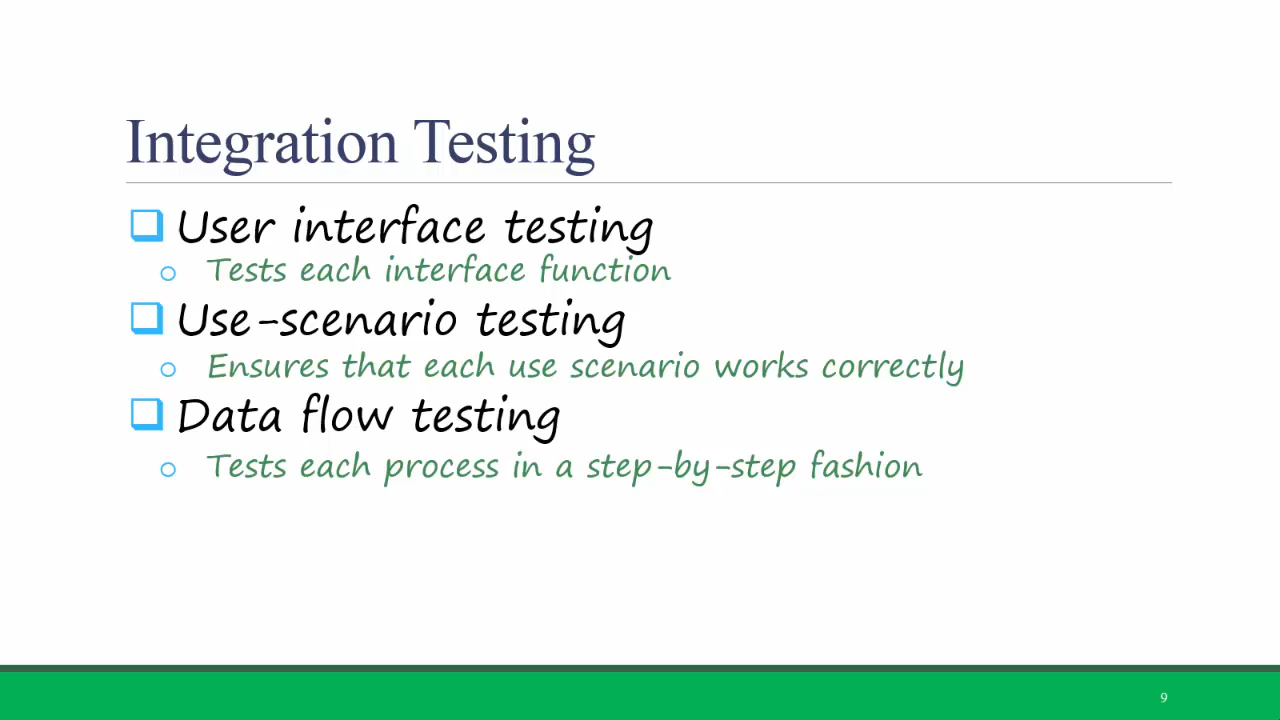 Integration Testing
User interface testing
Tests each interface function
Use-scenario testing
Ensures that each use scenario works correctly
Data flow testing
Tests each process in a step-by-step fashion
9